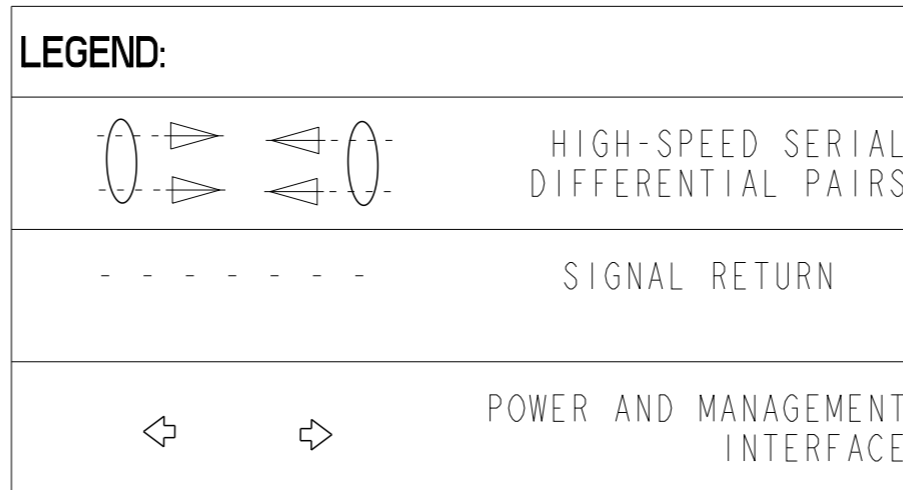 LEGEND:
HIGH-SPEED SERIAL
DIFFERENTIAL PAIRS
SIGNAL RETURN
POWER AND MANAGEMENT
INTERFACE